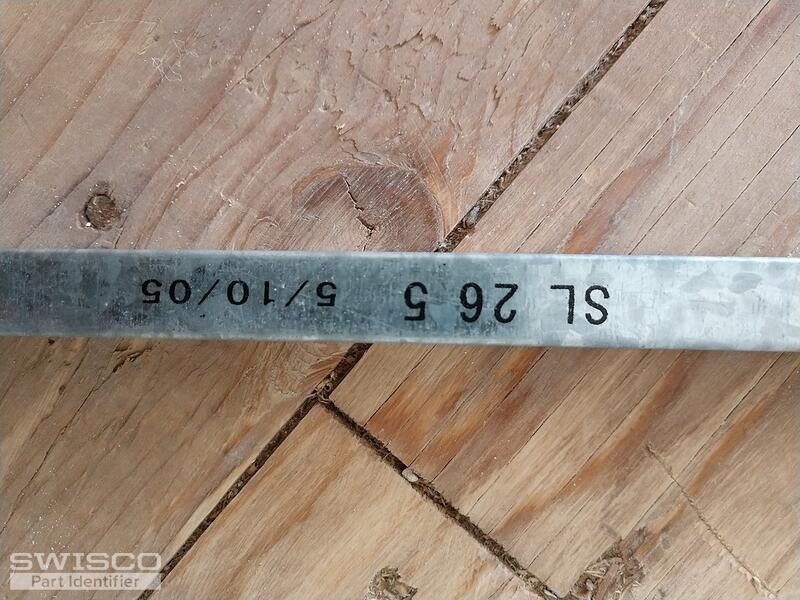 SL 26 5 5/10/05
SWISCO
Part Identifier